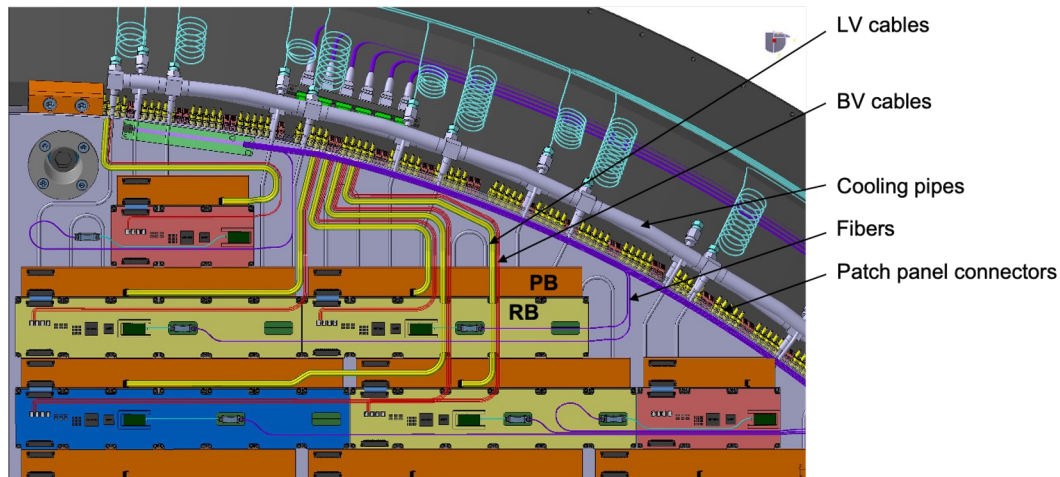 LV cables
BV cables
Cooling pipes
Fibers
Patch panel connectors
PB
RB